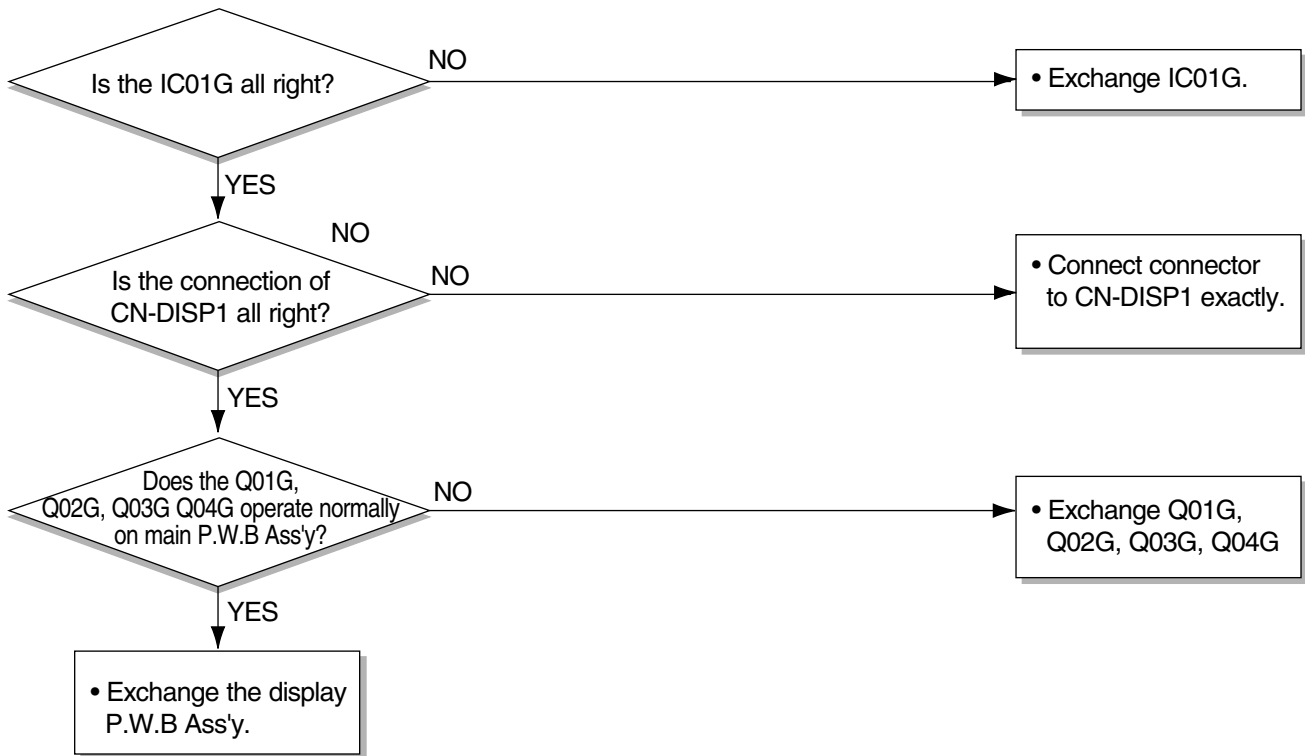 Is the IC01G all right?
NO
• Exchange IC01G.
YES
NO
Is the connection of
CN-DISP1 all right?
NO
• Connect connector
to CN-DISP1 exactly.
YES
Does the Q01G,
Q02G, Q03G Q04G operate normally
on main P.W.B Ass'y?
NO
• Exchange Q01G,
Q02G, Q03G, Q04G
YES
• Exchange the display
P.W.B Ass'y.